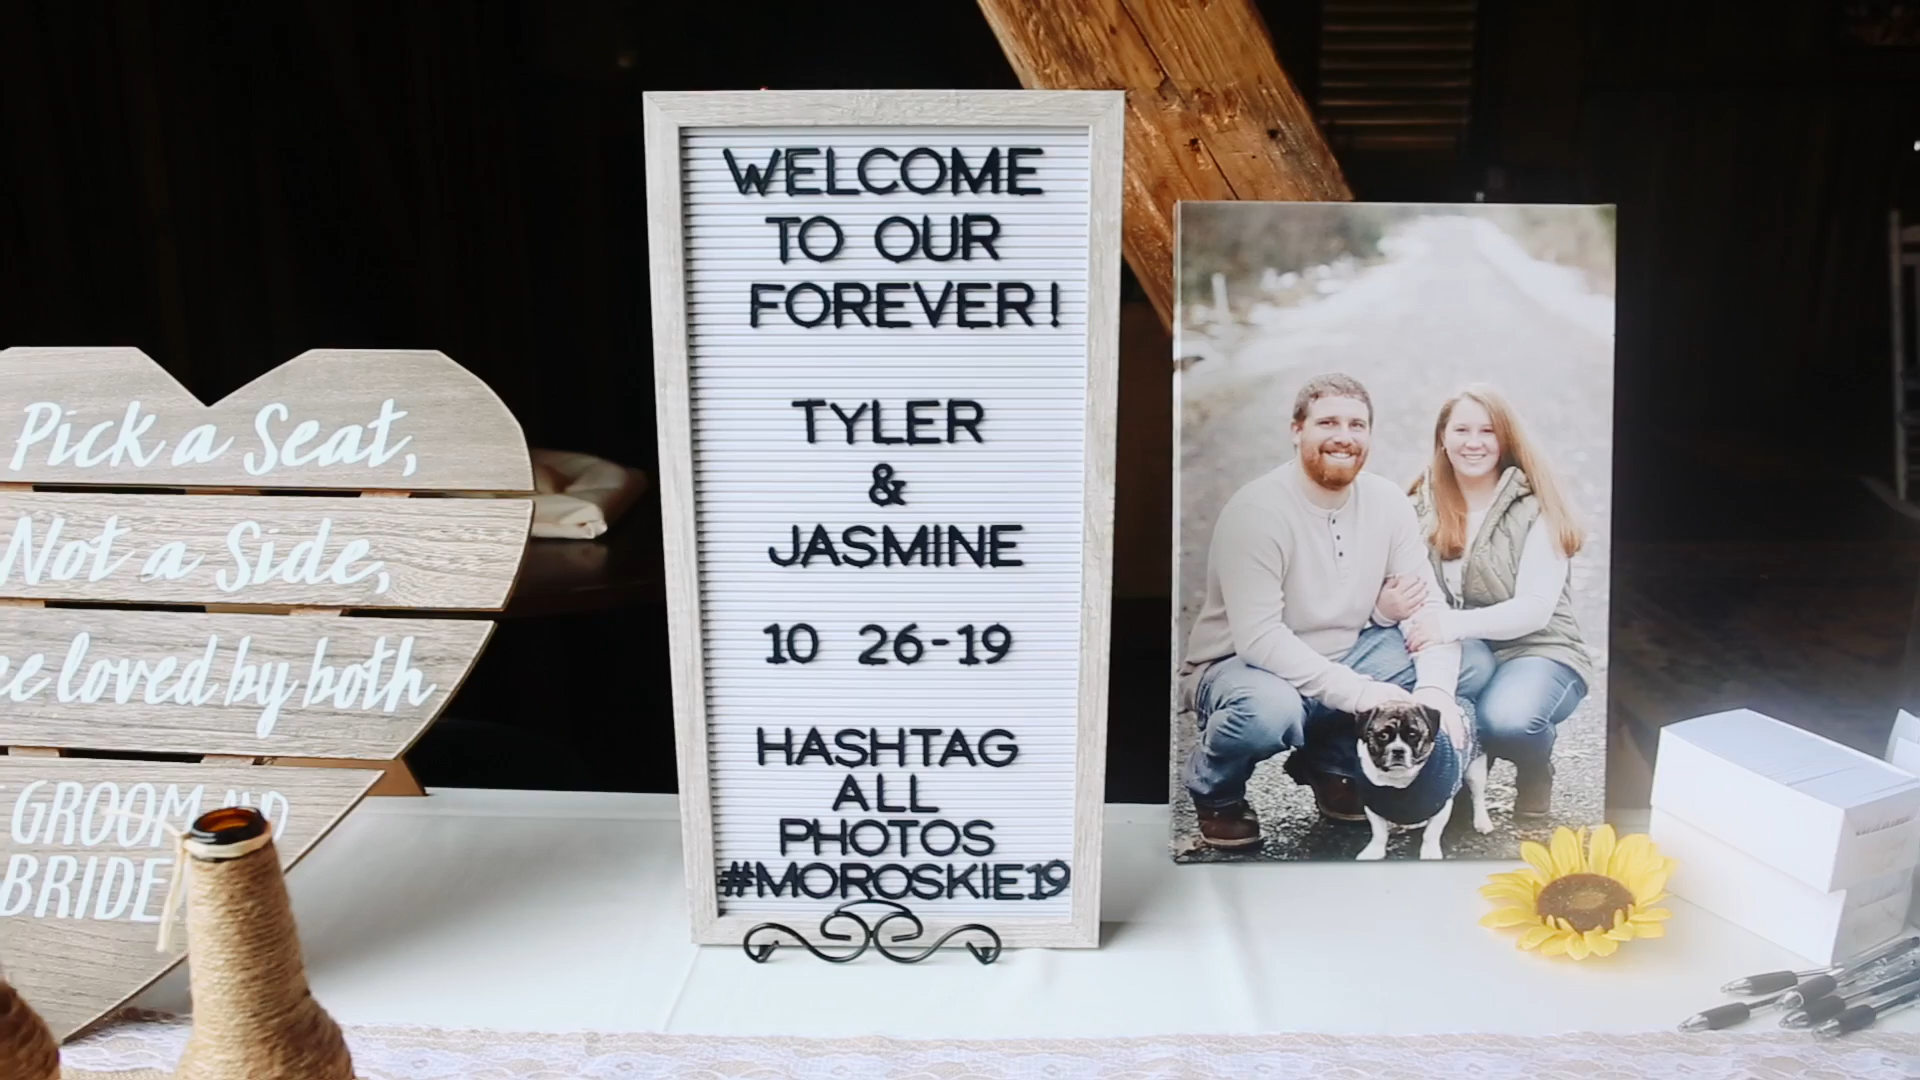 Pick a Seat,
Not a Side,
loved by both
GROOM AND
BRIDE
WELCOME
TO OUR
FOREVER!
TYLER
&
JASMINE
10 26-19
HASHTAG
ALL
PHOTOS
#MOROSKIE19